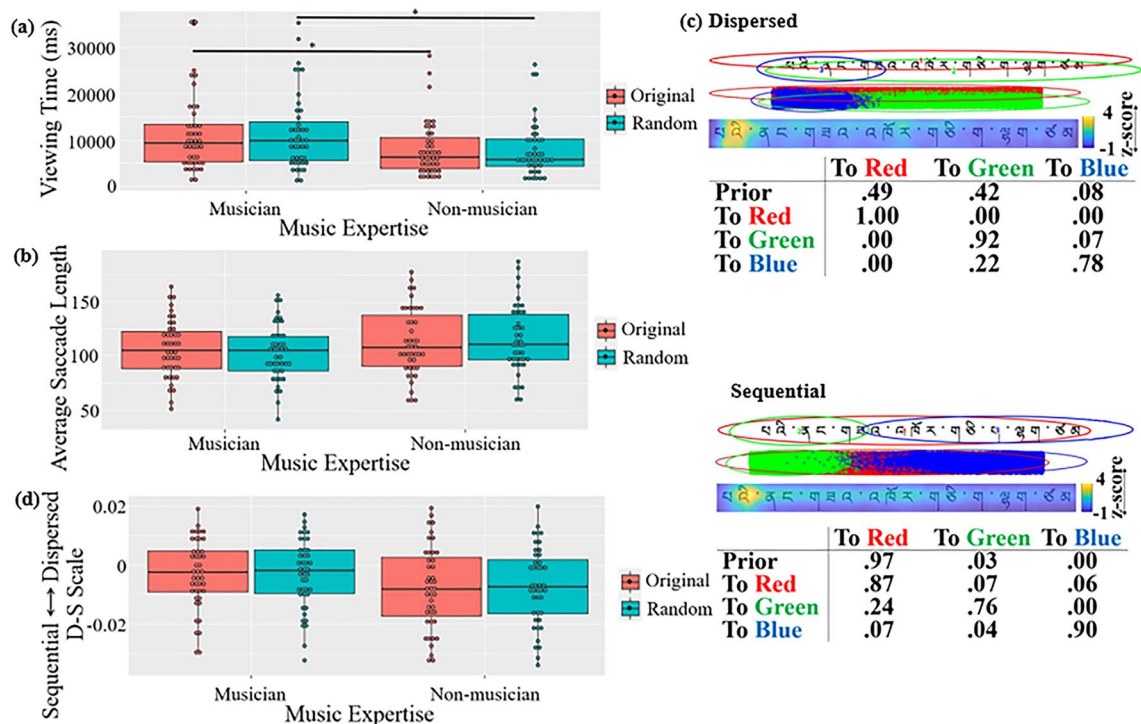 (a)
Viewing Time (ms)
30000
20000
10000
0
*
*
Musician
Non-musician
Music Expertise
Original
Random
(b)
Average Saccade Length
150
100
50
Musician
Non-musician
Music Expertise
Original
Random
(d)
Sequential ⟷ Dispersed
D-S Scale
0.02
0
-0.02
Musician
Non-musician
Music Expertise
Original
Random
(c) Dispersed
4
-1
z-score
To Red To Green To Blue
Prior .49 .42 .08
To Red 1.00 .00 .00
To Green .00 .92 .07
To Blue .00 .22 .78
Sequential
4
-1
z-score
To Red To Green To Blue
Prior .97 .03 .00
To Red .87 .07 .06
To Green .24 .76 .00
To Blue .07 .04 .90